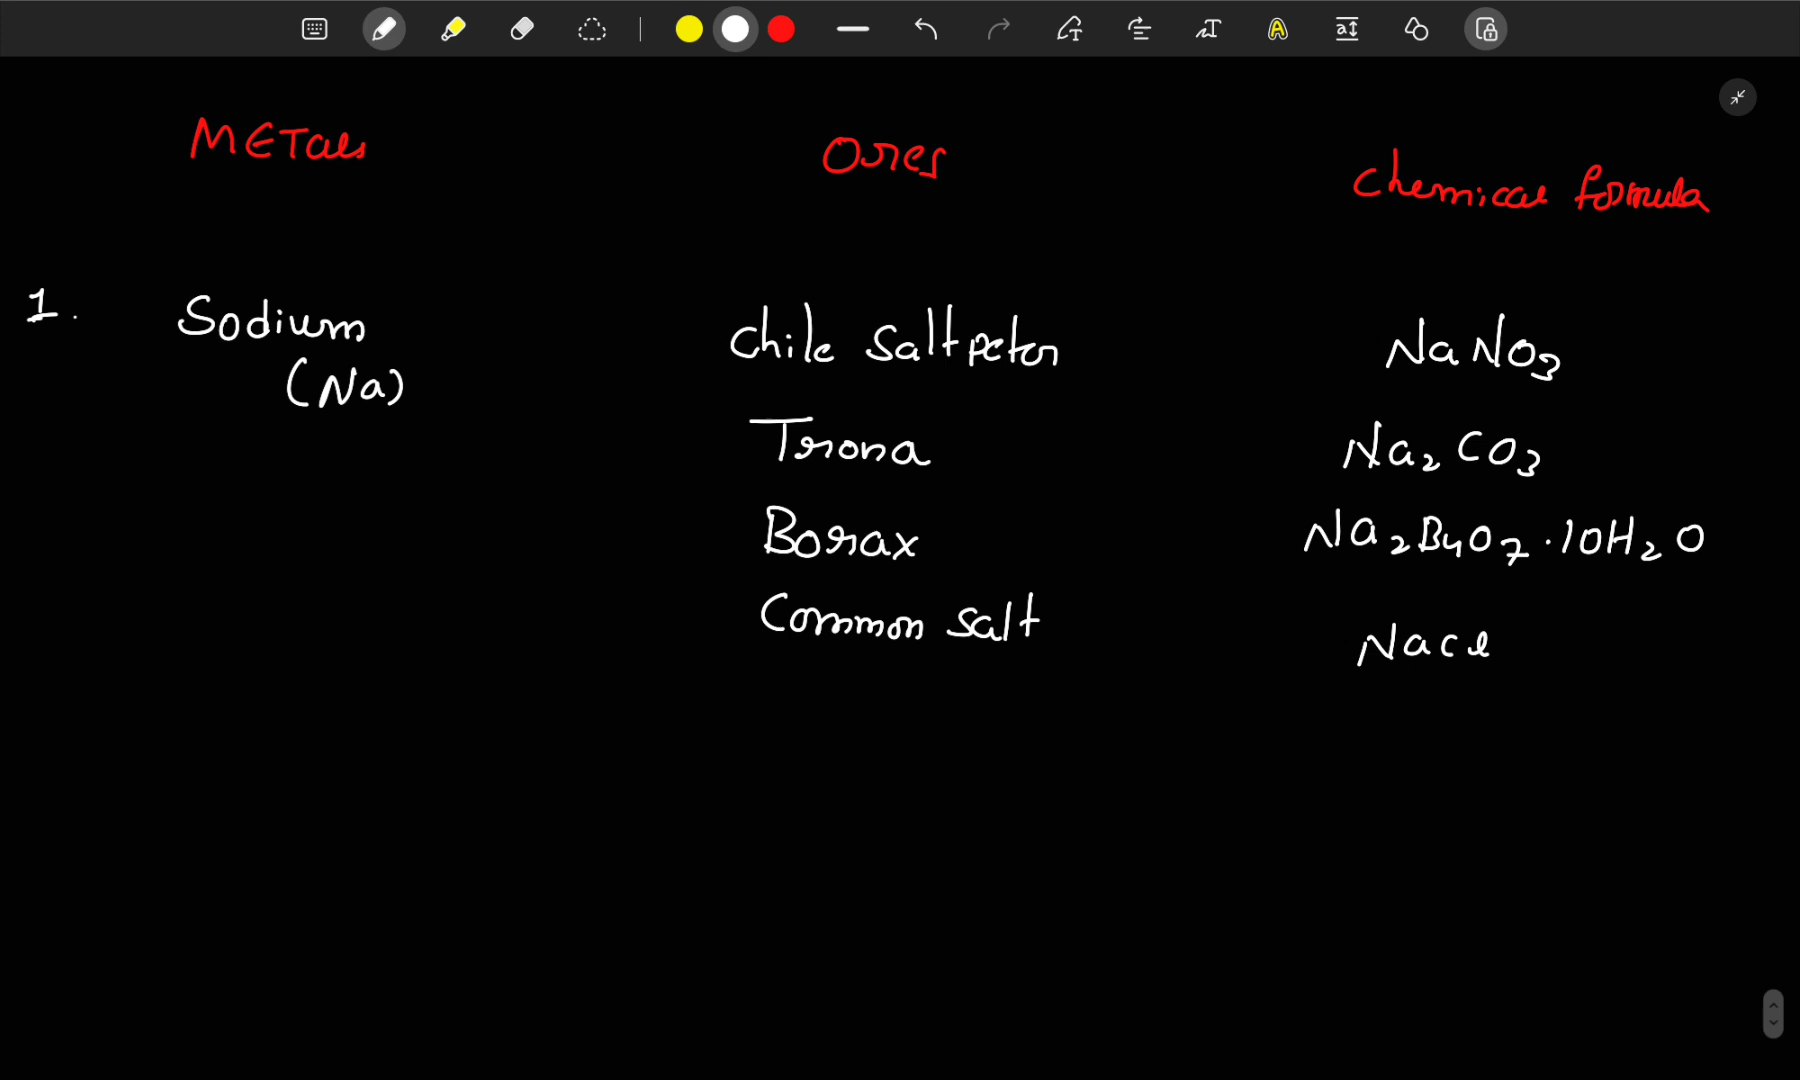 METals Ores Chemical formula
1. Sodium Chile Saltpeter NaNO₃
(Na)
Trona Na₂CO₃
Borax Na₂B₄O₇·10H₂O
Common Salt NaCl